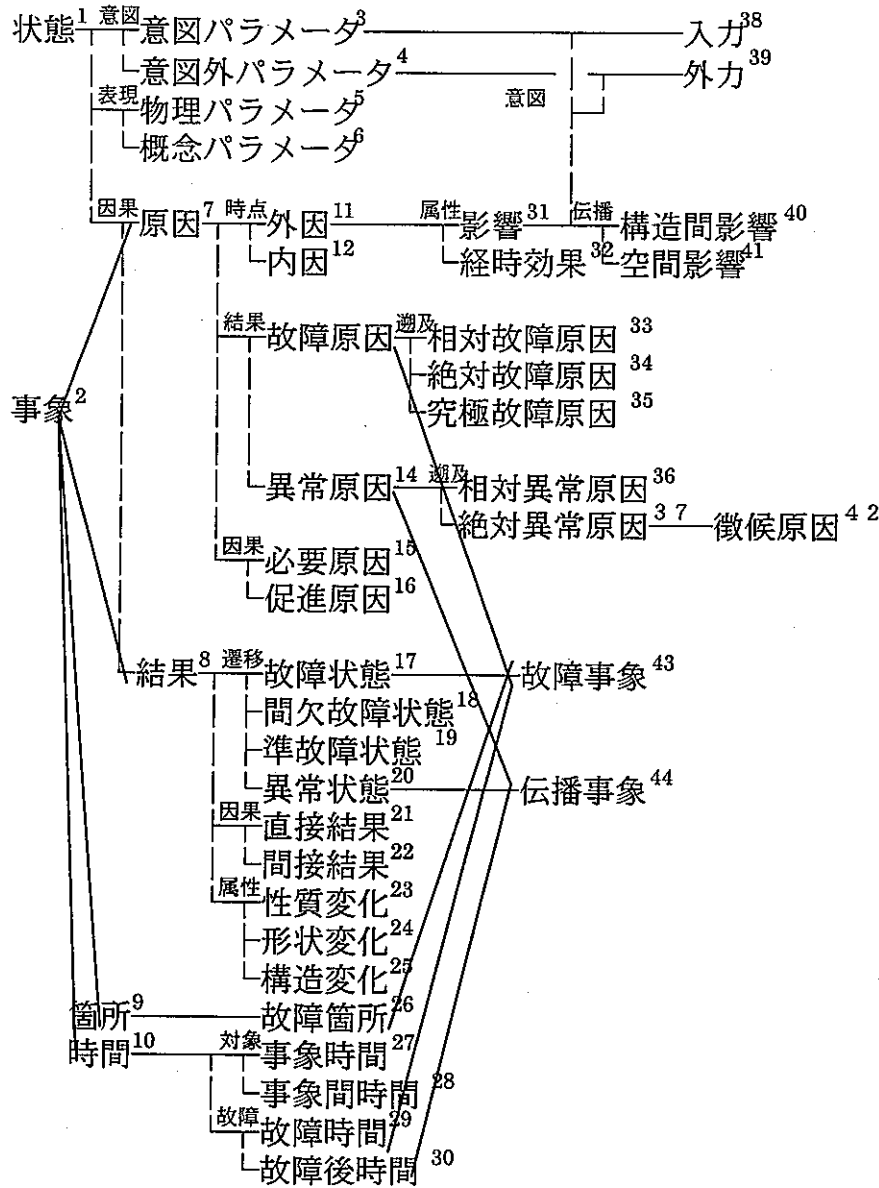 状態1 意図 意図パラメータ3 入力38
意図外パラメータ4 外力39
表現 物理パラメータ5 意図
概念パラメータ6
因果 原因7 時点 外因11 属性 影響31 伝播 構造間影響40
内因12 経時効果32 空間影響41
結果 故障原因 遡及 相対故障原因33
絶対故障原因34
事象2 究極故障原因35
異常原因14 遡及 相対異常原因36
絶対異常原因37 徴候原因42
因果 必要原因15
促進原因16
結果8 遷移 故障状態17 故障事象43
間欠故障状態18
準故障状態19
異常状態20 伝播事象44
因果 直接結果21
間接結果22
属性 性質変化23
形状変化24
構造変化25
箇所9 故障箇所26
時間10 対象 事象時間27
事象間時間28
故障 故障時間29
故障後時間30